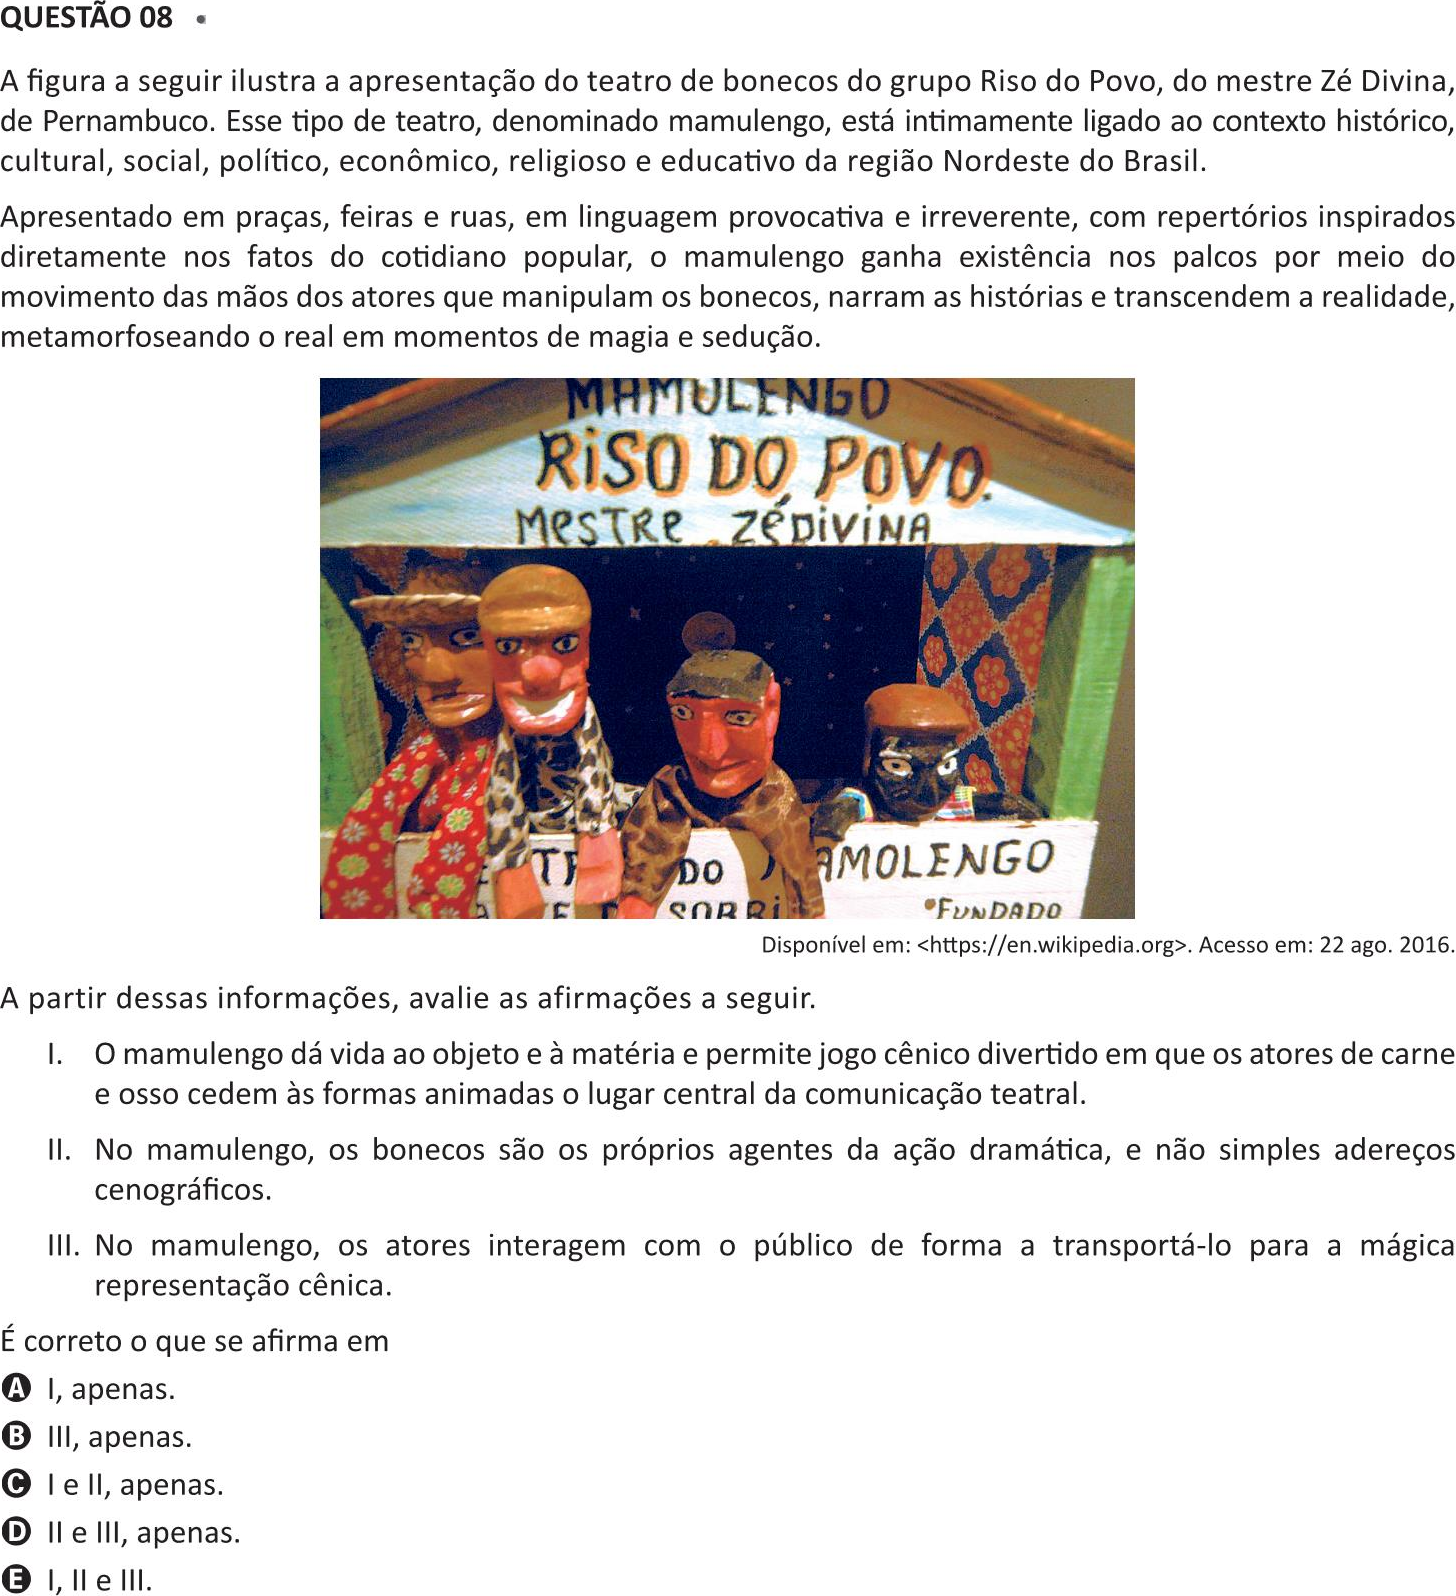 QUESTÃO 08
A figura a seguir ilustra a apresentação do teatro de bonecos do grupo Riso do Povo, do mestre Zé Divina,
de Pernambuco. Esse tipo de teatro, denominado mamulengo, está intimamente ligado ao contexto histórico,
cultural, social, político, econômico, religioso e educativo da região Nordeste do Brasil.
Apresentado em praças, feiras e ruas, em linguagem provocativa e irreverente, com repertórios inspirados
diretamente nos fatos do cotidiano popular, o mamulengo ganha existência nos palcos por meio do
movimento das mãos dos atores que manipulam os bonecos, narram as histórias e transcendem a realidade,
metamorfoseando o real em momentos de magia e sedução.
MAMULENGO
RiSO DO POVO.
MESTRE ZÉDiViNA
DO AMOLENGO
SORRi FUNDADO
Disponível em: <https://en.wikipedia.org>. Acesso em: 22 ago. 2016.
A partir dessas informações, avalie as afirmações a seguir.
I. O mamulengo dá vida ao objeto e à matéria e permite jogo cênico divertido em que os atores de carne
e osso cedem às formas animadas o lugar central da comunicação teatral.
II. No mamulengo, os bonecos são os próprios agentes da ação dramática, e não simples adereços
cenográficos.
III. No mamulengo, os atores interagem com o público de forma a transportá-lo para a mágica
representação cênica.
É correto o que se afirma em
A I, apenas.
B III, apenas.
C I e II, apenas.
D II e III, apenas.
E I, II e III.